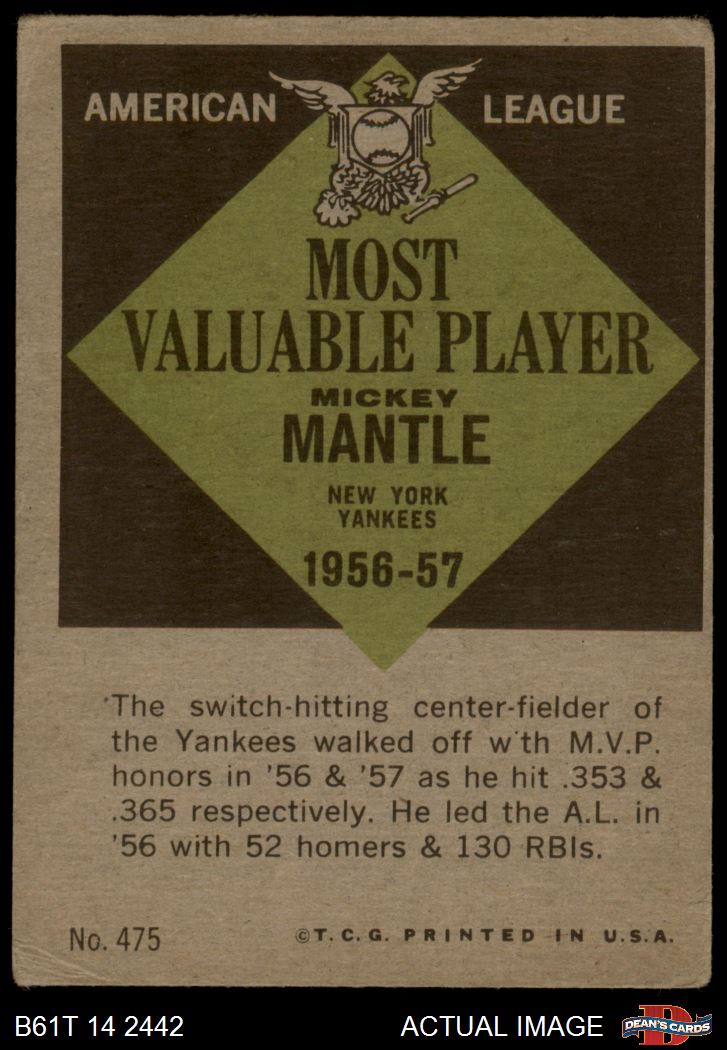 AMERICAN LEAGUE
MOST
VALUABLE PLAYER
MICKEY
MANTLE
NEW YORK
YANKEES
1956-57
The switch-hitting center-fielder of
the Yankees walked off w'th M.V.P.
honors in '56 & '57 as he hit .353 &
.365 respectively. He led the A.L. in
'56 with 52 homers & 130 RBIs.
No. 475 ©T.C.G. PRINTED IN U.S.A.
B61T 14 2442 ACTUAL IMAGE D DEAN'S CARDS